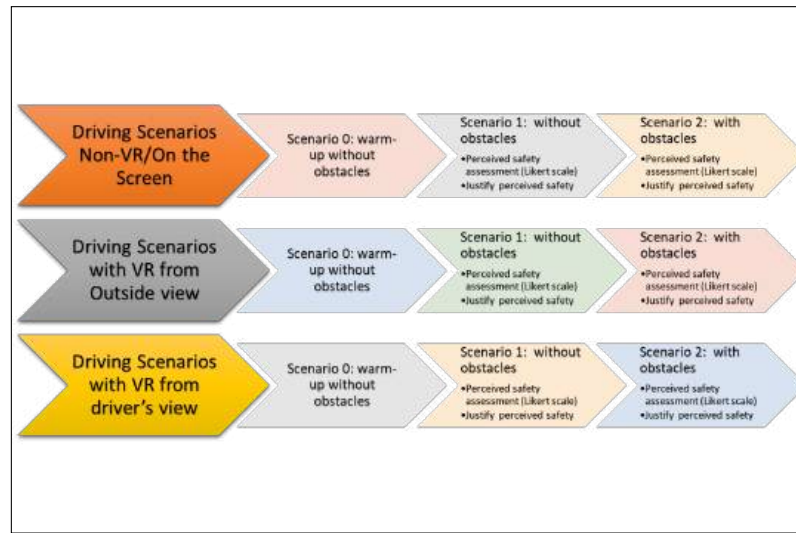 Driving Scenarios
Non-VR/On the
Screen
Scenario 0: warm-
up without
obstacles
Scenario 1: without
obstacles
•Perceived safety
assessment (Likert scale)
•Justify perceived safety
Scenario 2: with
obstacles
•Perceived safety
assessment (Likert scale)
•Justify perceived safety
Driving Scenarios
with VR from
Outside view
Scenario 0: warm-
up without
obstacles
Scenario 1: without
obstacles
•Perceived safety
assessment (Likert scale)
•Justify perceived safety
Scenario 2: with
obstacles
•Perceived safety
assessment (Likert scale)
•Justify perceived safety
Driving Scenarios
with VR from
driver's view
Scenario 0: warm-
up without
obstacles
Scenario 1: without
obstacles
•Perceived safety
assessment (Likert scale)
•Justify perceived safety
Scenario 2: with
obstacles
•Perceived safety
assessment (Likert scale)
•Justify perceived safety